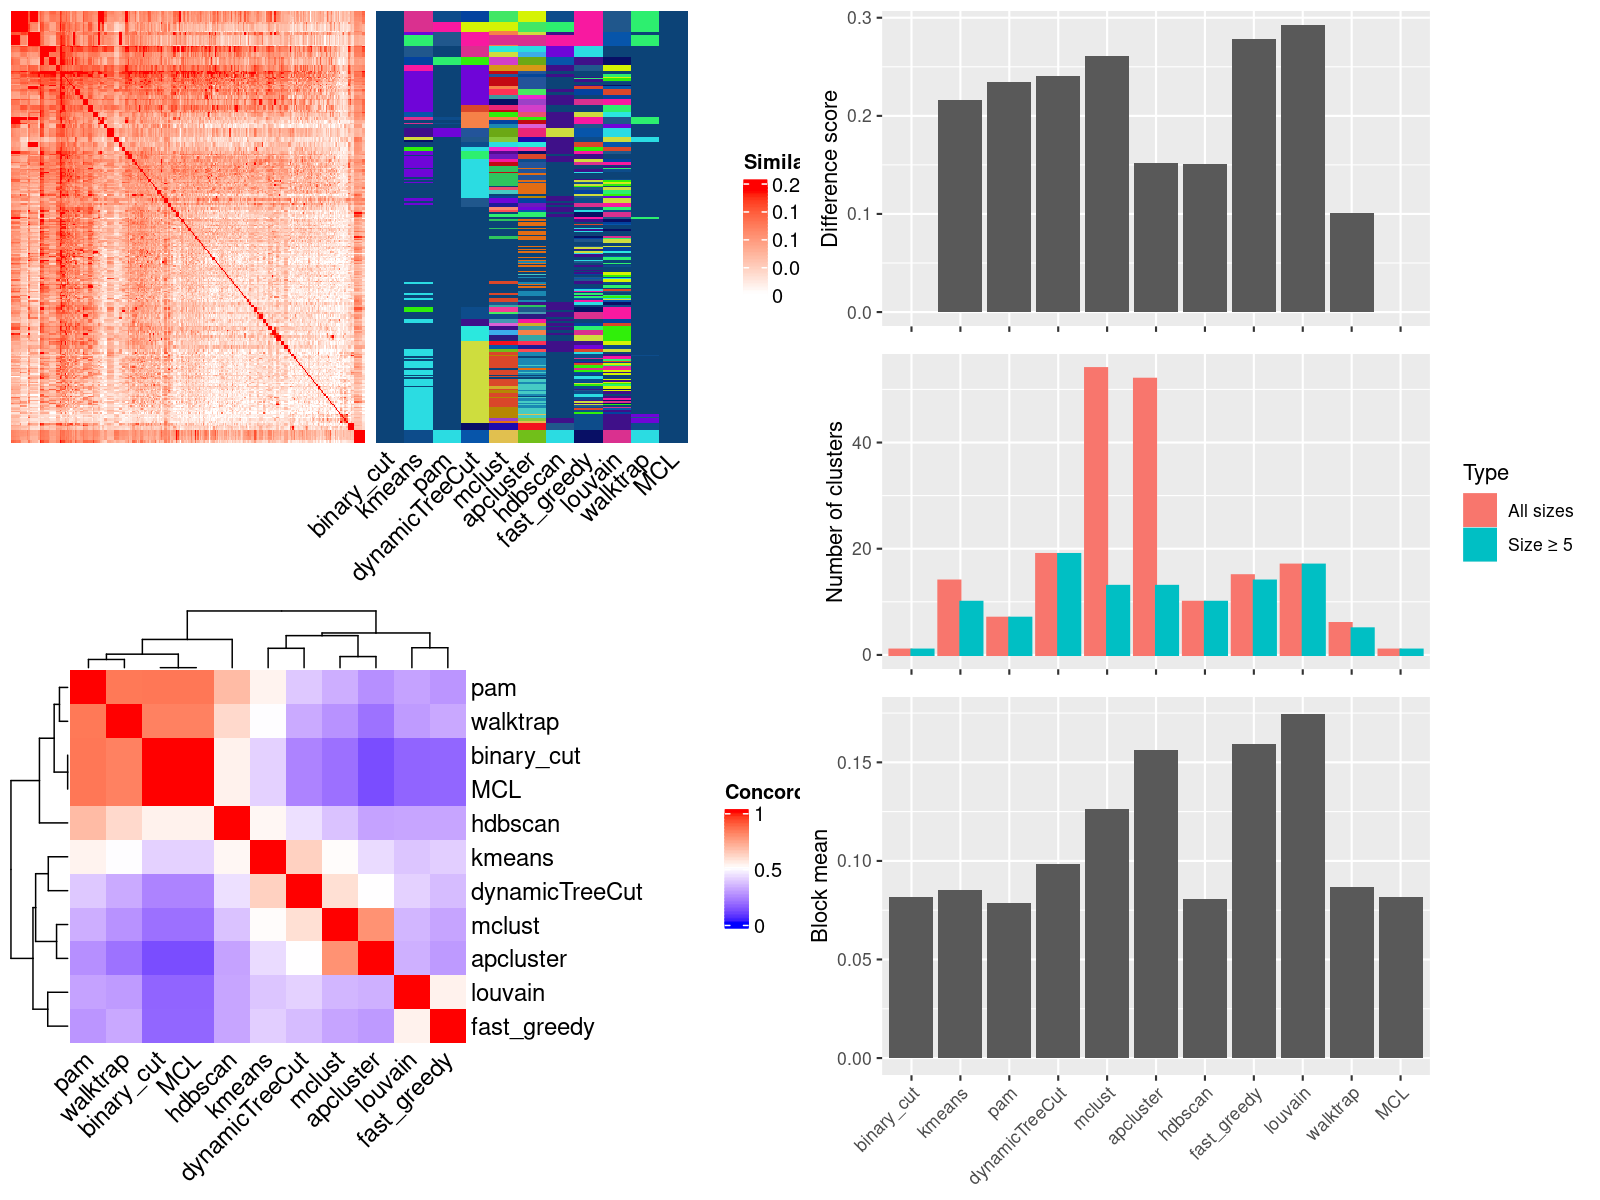 Simila
0.2
0.1
0.1
0.0
0
binary_cut
kmeans
pam
dynamicTreeCut
mclust
apcluster
hdbscan
fast_greedy
louvain
walktrap
MCL
pam
walktrap
binary_cut
MCL
hdbscan
kmeans
dynamicTreeCut
mclust
apcluster
louvain
fast_greedy
pam
walktrap
binary_cut
MCL
hdbscan
kmeans
dynamicTreeCut
mclust
apcluster
louvain
fast_greedy
Concord
1
0.5
0
Difference score
0.3
0.2
0.1
0.0
Number of clusters
40
20
0
Type
All sizes
Size ≥ 5
Block mean
0.15
0.10
0.05
0.00
binary_cut
kmeans
pam
dynamicTreeCut
mclust
apcluster
hdbscan
fast_greedy
louvain
walktrap
MCL